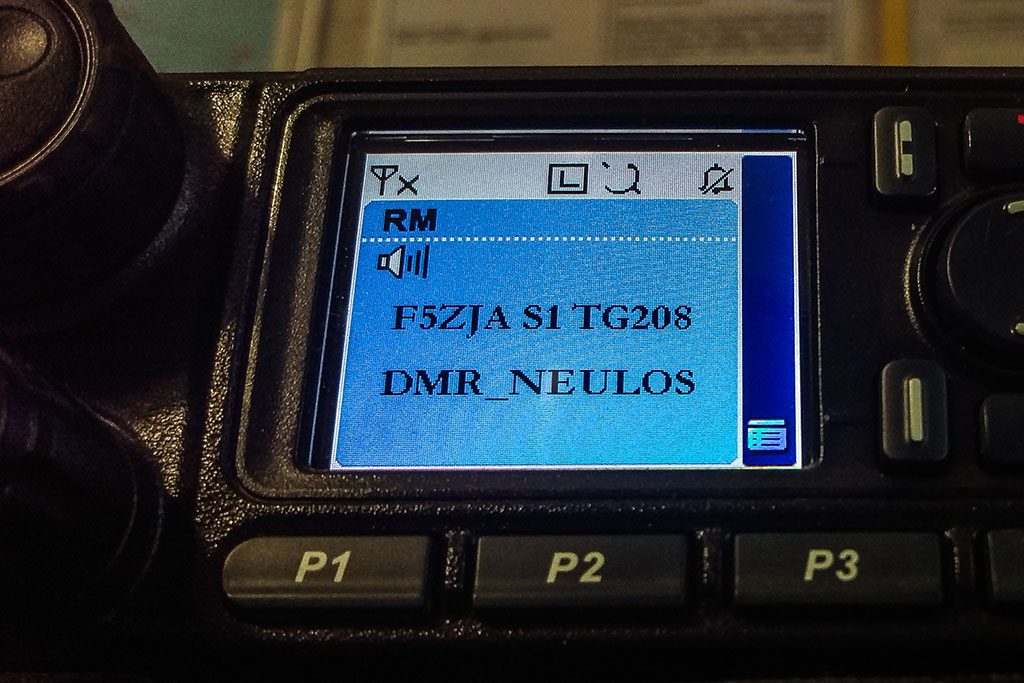 RM
F5ZJA S1 TG208
DMR_NEULOS
P1 P2 P3